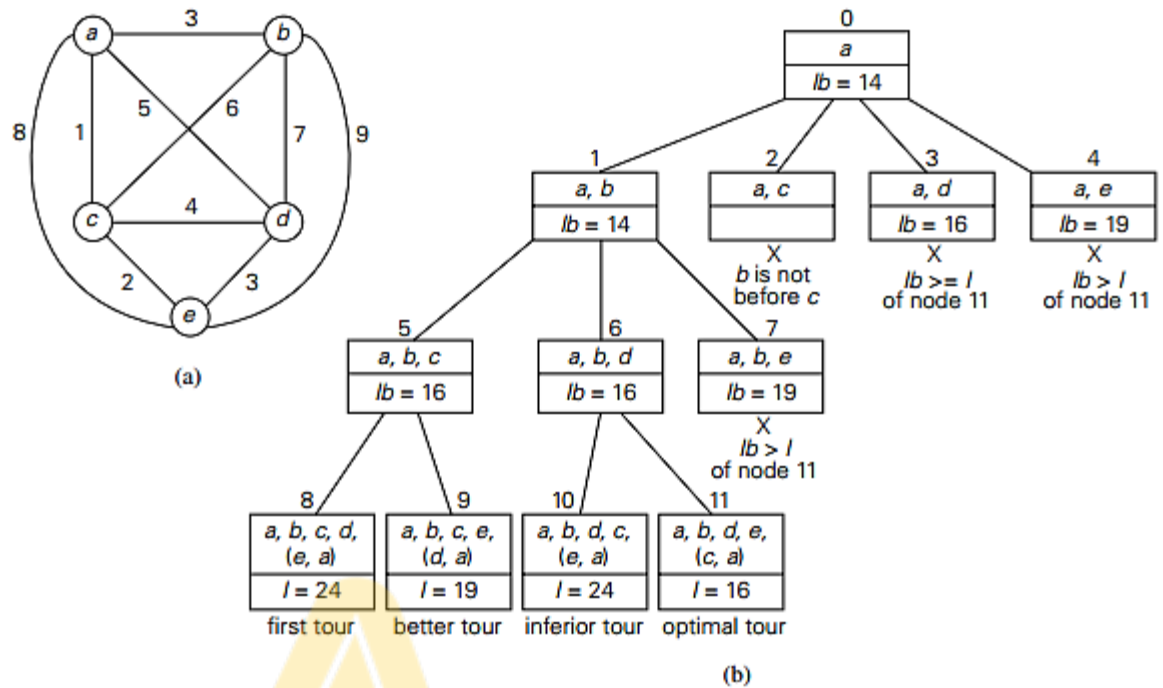 3
a
b
5
6
8
1
7
9
c
4
d
2
3
e
(a)
0
a
lb = 14
1
a, b
lb = 14
2
a, c
X
b is not
before c
3
a, d
lb = 16
X
lb >= l
of node 11
4
a, e
lb = 19
X
lb > l
of node 11
5
a, b, c
lb = 16
6
a, b, d
lb = 16
7
a, b, e
lb = 19
X
lb > l
of node 11
8
a, b, c, d,
(e, a)
l = 24
first tour
9
a, b, c, e,
(d, a)
l = 19
better tour
10
a, b, d, c,
(e, a)
l = 24
inferior tour
11
a, b, d, e,
(c, a)
l = 16
optimal tour
(b)